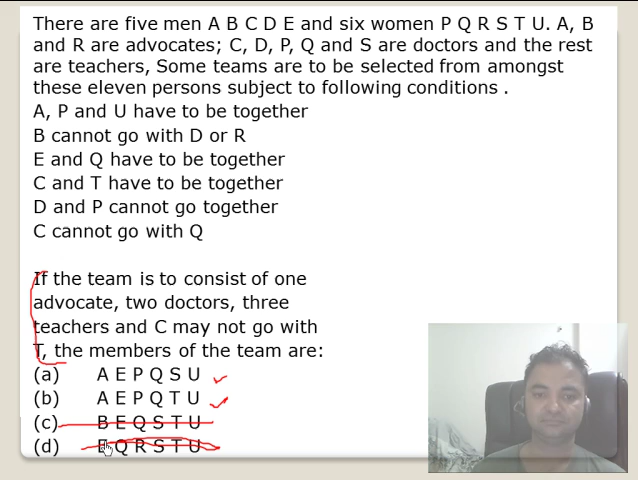 There are five men A B C D E and six women P Q R S T U. A, B
and R are advocates; C, D, P, Q and S are doctors and the rest
are teachers, Some teams are to be selected from amongst
these eleven persons subject to following conditions .
A, P and U have to be together
B cannot go with D or R
E and Q have to be together
C and T have to be together
D and P cannot go together
C cannot go with Q
If the team is to consist of one
advocate, two doctors, three
teachers and C may not go with
T, the members of the team are:
(a) A E P Q S U
(b) A E P Q T U
(c) B E Q S T U
(d) E Q R S T U